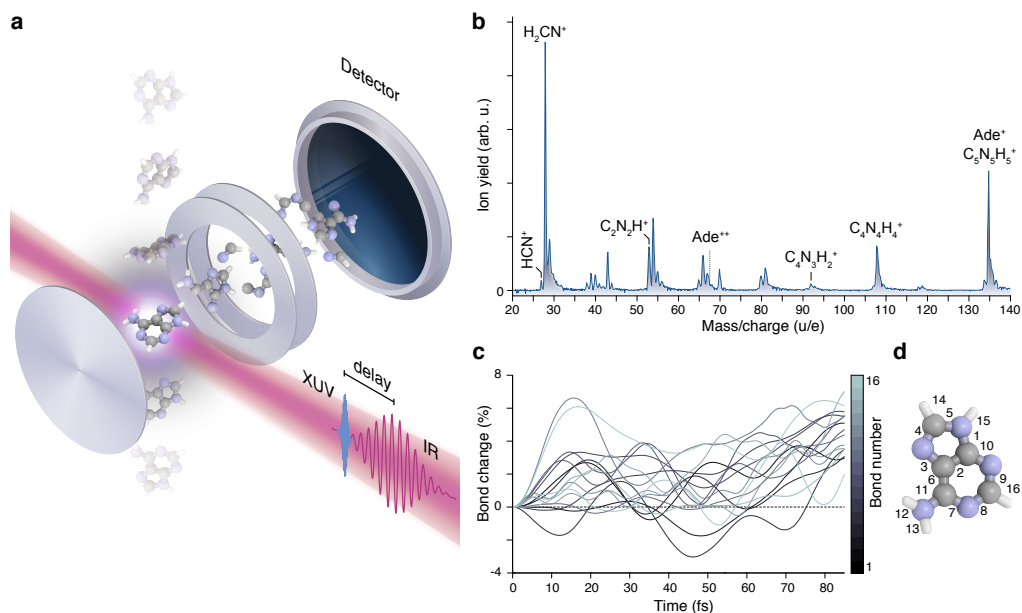 a
Detector
XUV
delay
IR
b
Ion yield (arb. u.)
0
H₂CN⁺
HCN⁺
C₂N₂H⁺
Ade⁺⁺
C₄N₃H₂⁺
C₄N₄H₄⁺
Ade⁺
C₅N₅H₅⁺
20 30 40 50 60 70 80 90 100 110 120 130 140
Mass/charge (u/e)
c
Bond change (%)
8
4
0
-4
0 10 20 30 40 50 60 70 80
Time (fs)
16
Bond number
1
d
14
5
15
4
1
10
3
2
6
9
11
16
12
7
8
13